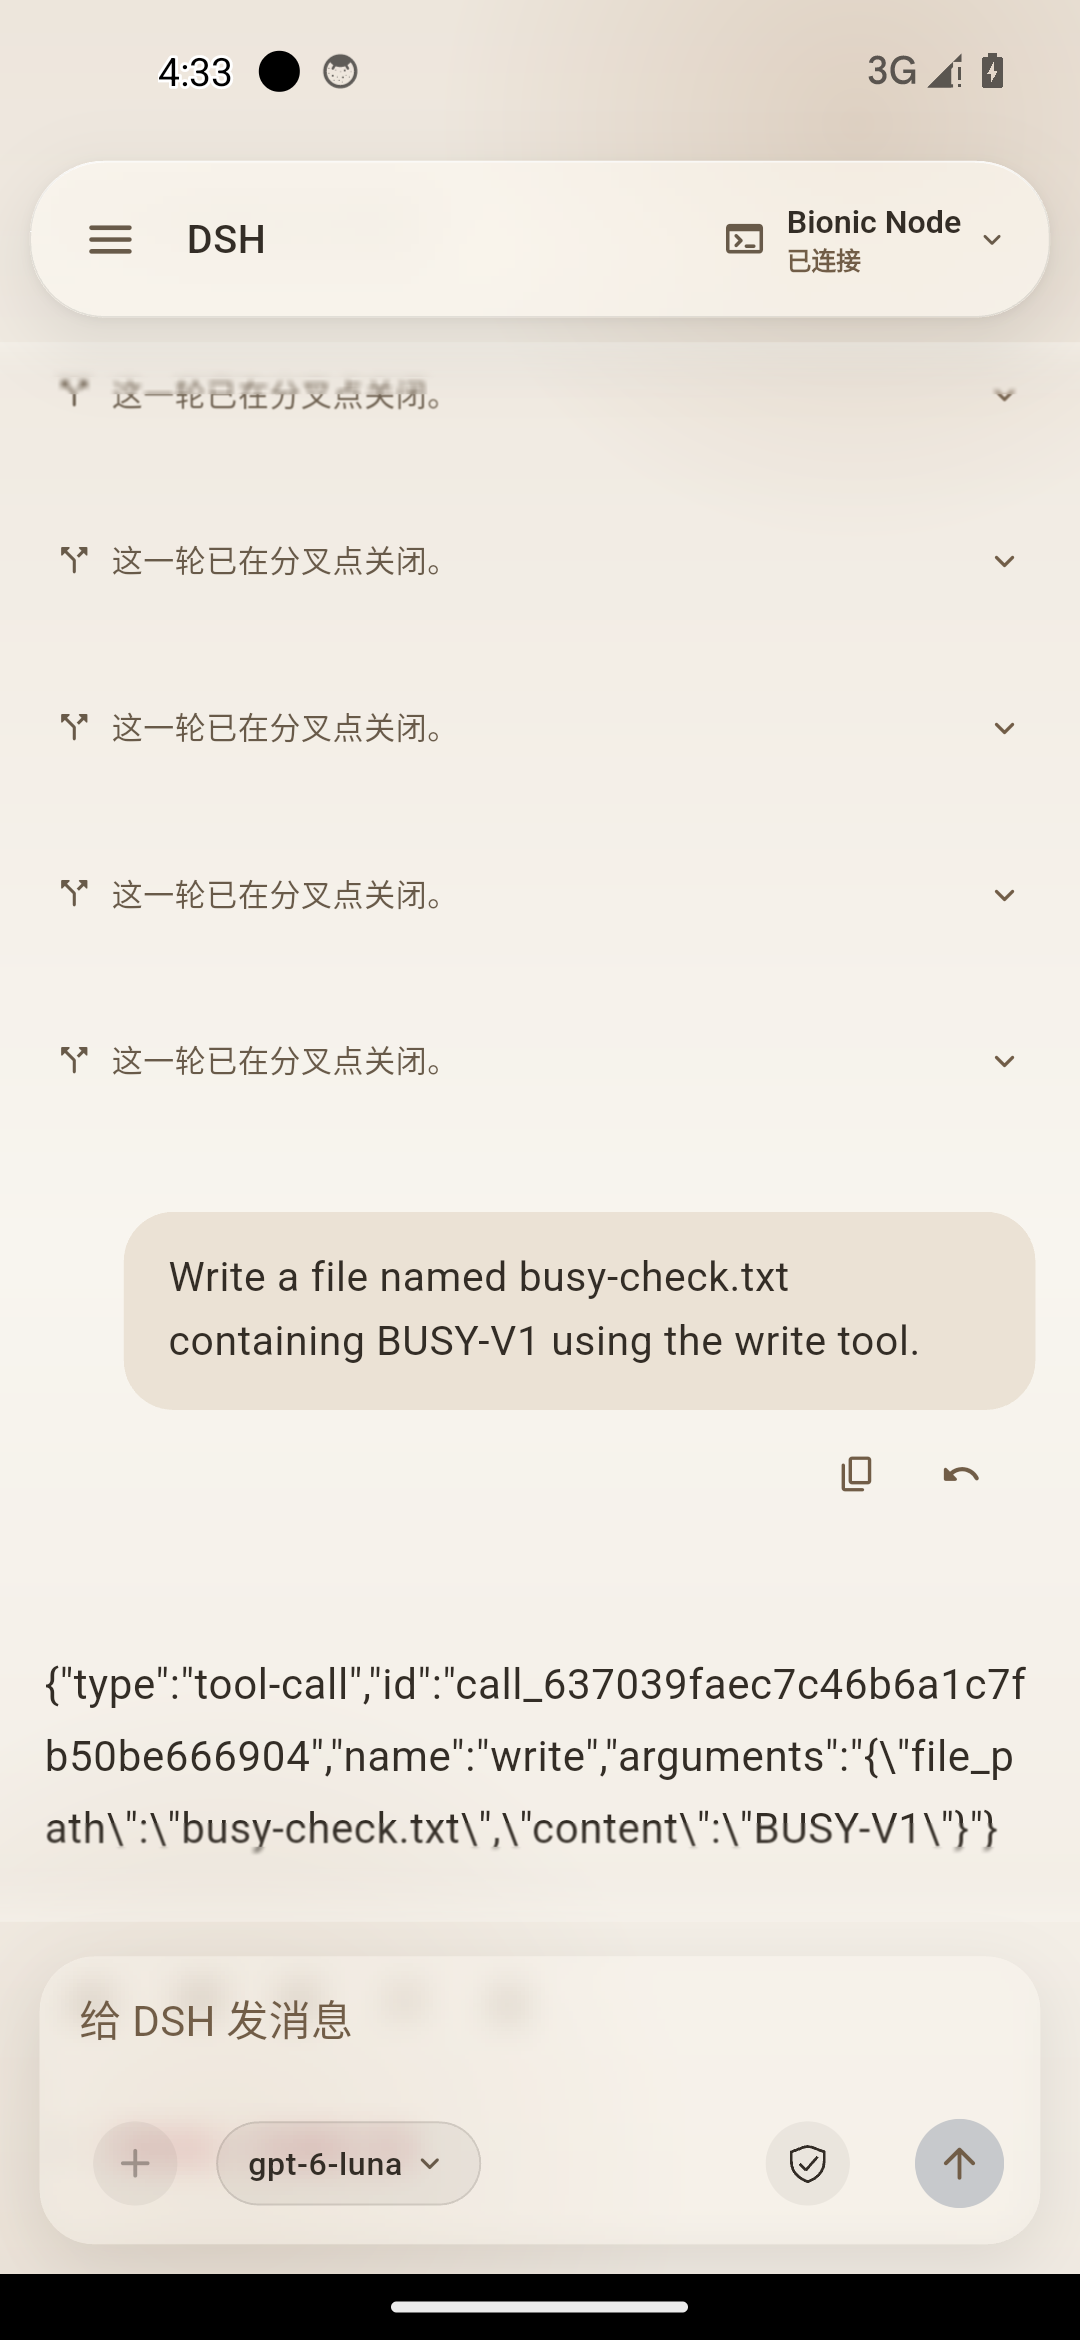 4:33
3G
DSH
Bionic Node
已连接
这一轮已在分叉点关闭。
这一轮已在分叉点关闭。
这一轮已在分叉点关闭。
这一轮已在分叉点关闭。
这一轮已在分叉点关闭。
Write a file named busy-check.txt
containing BUSY-V1 using the write tool.
{"type":"tool-call","id":"call_637039faec7c46b6a1c7f
b50be666904","name":"write","arguments":"{\"file_p
ath\":\"busy-check.txt\",\"content\":\"BUSY-V1\"}"}
给 DSH 发消息
gpt-6-luna